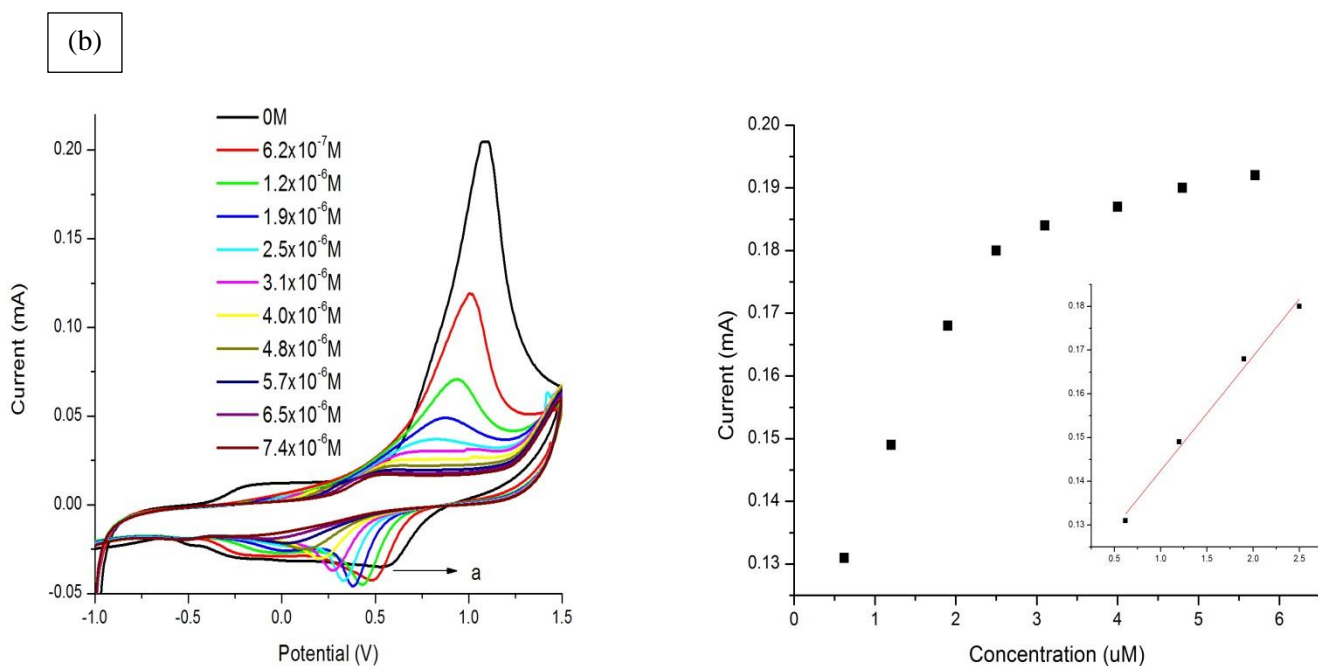 (b)
0M
6.2x10⁻⁷M
1.2x10⁻⁶M
1.9x10⁻⁶M
2.5x10⁻⁶M
3.1x10⁻⁶M
4.0x10⁻⁶M
4.8x10⁻⁶M
5.7x10⁻⁶M
6.5x10⁻⁶M
7.4x10⁻⁶M
0.20
0.15
0.10
0.05
0.00
-0.05
Current (mA)
a
-1.0 -0.5 0.0 0.5 1.0 1.5
Potential (V)
0.20
0.19
0.18
0.17
0.16
0.15
0.14
0.13
Current (mA)
0.18
0.17
0.16
0.15
0.14
0.13
0.5 1.0 1.5 2.0 2.5
0 1 2 3 4 5 6
Concentration (uM)